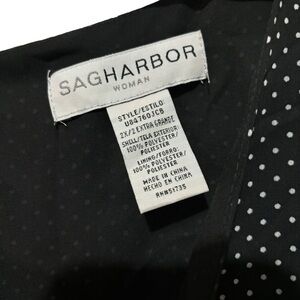 SAGHARBOR
WOMAN
STYLE/ESTILO:
U84760JCB
2X/2 EXTRA GRANDE
SHELL/TELA EXTERIOR:
100% POLYESTER/
POLIESTER
LINING/FORRO:
100% POLYESTER/
POLIESTER
MADE IN CHINA
HECHO EN CHINA
RN#51735